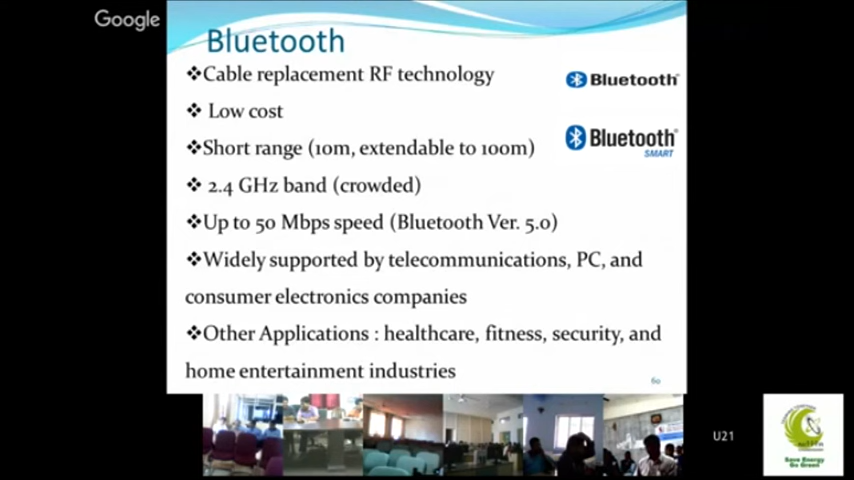 Google
Bluetooth
❖Cable replacement RF technology
Bluetooth®
❖ Low cost
Bluetooth®
SMART
❖Short range (10m, extendable to 100m)
❖ 2.4 GHz band (crowded)
❖Up to 50 Mbps speed (Bluetooth Ver. 5.0)
❖Widely supported by telecommunications, PC, and
consumer electronics companies
❖Other Applications : healthcare, fitness, security, and
home entertainment industries
60
U21
Save Energy
Go Green